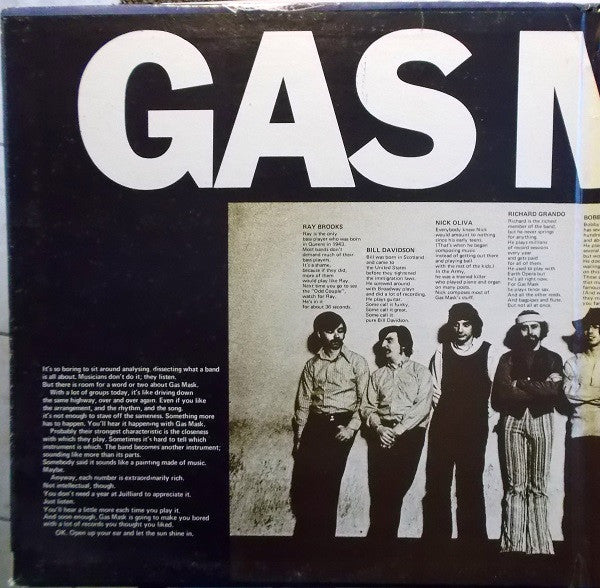 GAS M
RAY BROOKS
Ray is the only
bass player who was born
in Queens in 1943.
Most bands don't
demand much of their
bass players.
It's a shame,
because if they did,
more of them
would play like Ray.
Next time you go to see
the "Odd Couple",
watch for Ray.
He's in it
for about 36 seconds.
BILL DAVIDSON
Bill was born in Scotland
and came to
the United States
before they tightened
the immigration laws.
He screwed around
with Broadway plays
and did a lot of recording.
He plays guitar.
Some call it funky.
Some call it great.
Some call it
pure Bill Davidson.
NICK OLIVA
Everybody knew Nick
would amount to nothing
since his early teens.
(That's when he began
composing music
instead of getting out there
and playing ball
with the rest of the kids.)
In the Army,
he was a trained killer
who played piano and organ
on many posts.
Nick composes most of
Gas Mask's stuff.
RICHARD GRANDO
Richard is the richest
member of the band,
but he never springs
for anything.
He plays millions
of record sessions
every year
and gets paid
for all of them.
He used to play with
Earth Opera but
he's all right now.
For Gas Mask
he plays tenor sax.
And all the other reeds.
And bagpipes and flute.
But not all at once.
BOBB
Bobby
has seve
hundred
and
It's so boring to sit around analysing, dissecting what a band
is all about. Musicians don't do it; they listen.
But there is room for a word or two about Gas Mask.
With a lot of groups today, it's like driving down
the same highway, over and over again. Even if you like
the arrangement, and the rhythm, and the song,
it's not enough to stave off the sameness. Something more
has to happen. You'll hear it happening with Gas Mask.
Probably their strongest characteristic is the closeness
with which they play. Sometimes it's hard to tell which
instrument is which. The band becomes another instrument;
sounding like more than its parts.
Somebody said it sounds like a painting made of music.
Maybe.
Anyway, each number is extraordinarily rich.
Not intellectual, though.
You don't need a year at Juilliard to appreciate it.
Just listen.
You'll hear a little more each time you play it.
And soon enough, Gas Mask is going to make you bored
with a lot of records you thought you liked.
OK. Open up your ear and let the sun shine in.